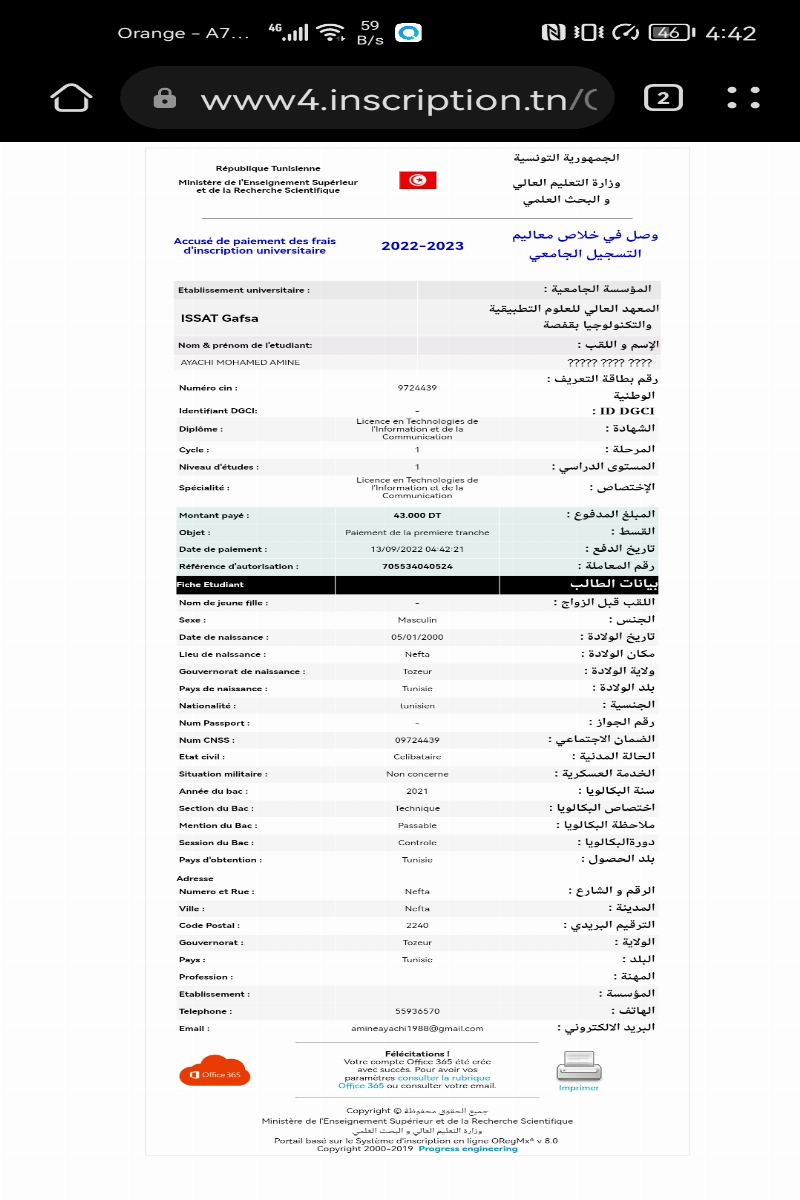 Orange – A7... 4G 59 B/s 46 4:42
www4.inscription.tn/
2
République Tunisienne
Ministère de l'Enseignement Supérieur
et de la Recherche Scientifique
الجمهورية التونسية
وزارة التعليم العالي
و البحث العلمي
Accusé de paiement des frais
d'inscription universitaire
2022-2023
وصل في خلاص معاليم
التسجيل الجامعي
Etablissement universitaire : المؤسسة الجامعية :
ISSAT Gafsa
المعهد العالي للعلوم التطبيقية
والتكنولوجيا بقفصة
Nom & prénom de l'etudiant: الإسم و اللقب :
AYACHI MOHAMED AMINE ????? ???? ????
Numéro cin : 9724439 رقم بطاقة التعريف :
الوطنية
Identifiant DGCI: – : ID DGCI
Diplôme : Licence en Technologies de
l'Information et de la
Communication
الشهادة :
Cycle : 1 المرحلة :
Niveau d'études : 1 المستوى الدراسي :
Spécialité : Licence en Technologies de
l'Information et de la
Communication
الإختصاص :
Montant payé : 43.000 DT المبلغ المدفوع :
Objet : Paiement de la premiere tranche القسط :
Date de paiement : 13/09/2022 04:42:21 تاريخ الدفع :
Référence d'autorisation : 705534040524 رقم المعاملة :
Fiche Etudiant بيانات الطالب
Nom de jeune fille : – اللقب قبل الزواج :
Sexe : Masculin الجنس :
Date de naissance : 05/01/2000 تاريخ الولادة :
Lieu de naissance : Nefta مكان الولادة :
Gouvernorat de naissance : Tozeur ولاية الولادة :
Pays de naissance : Tunisie بلد الولادة :
Nationalité : tunisien الجنسية :
Num Passport : – رقم الجواز :
Num CNSS : 09724439 الضمان الاجتماعي :
Etat civil : Celibataire الحالة المدنية :
Situation militaire : Non concerne الخدمة العسكرية :
Année du bac : 2021 سنة البكالويا :
Section du Bac : Technique اختصاص البكالويا :
Mention du Bac : Passable ملاحظة البكالويا :
Session du Bac : Controle دورةالبكالويا :
Pays d'obtention : Tunisie بلد الحصول :
Adresse
Numero et Rue : Nefta الرقم و الشارع :
Ville : Nefta المدينة :
Code Postal : 2240 الترقيم البريدي :
Gouvernorat : Tozeur الولاية :
Pays : Tunisie البلد :
Profession : المهنة :
Etablissement : المؤسسة :
Telephone : 55936570 الهاتف :
Email : amineayachi1988@gmail.com البريد الالكتروني :
Office 365
Félécitations !
Votre compte Office 365 été crée
avec succès. Pour avoir vos
paramètres consulter la rubrique
Office 365 ou consulter votre email.
Imprimer
Copyright © جميع الحقوق محفوظة
Ministère de l'Enseignement Supérieur et de la Recherche Scientifique
وزارة التعليم العالي و البحث العلمي
Portail basé sur le Système d'inscription en ligne ORegMx® v 8.0
Copyright 2000-2019 Progress engineering